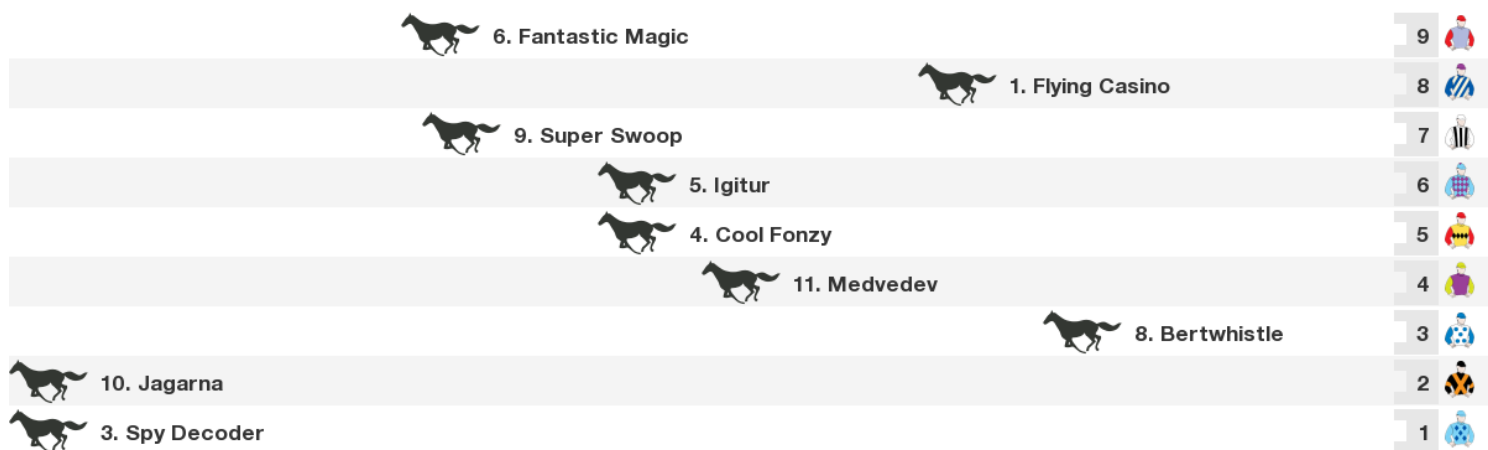 6. Fantastic Magic 9
1. Flying Casino 8
9. Super Swoop 7
5. Igitur 6
4. Cool Fonzy 5
11. Medvedev 4
8. Bertwhistle 3
10. Jagarna 2
3. Spy Decoder 1